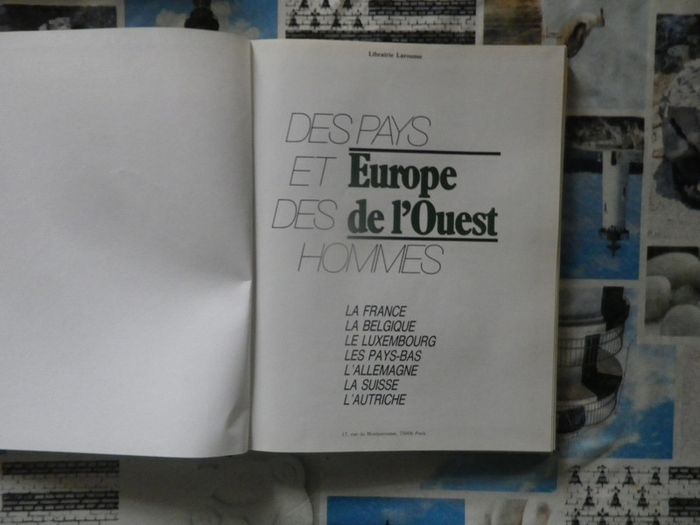 Librairie Larousse
DES PAYS
ET Europe
DES de l'Ouest
HOMMES
LA FRANCE
LA BELGIQUE
LE LUXEMBOURG
LES PAYS-BAS
L'ALLEMAGNE
LA SUISSE
L'AUTRICHE
17, rue du Montparnasse, 75006 Paris